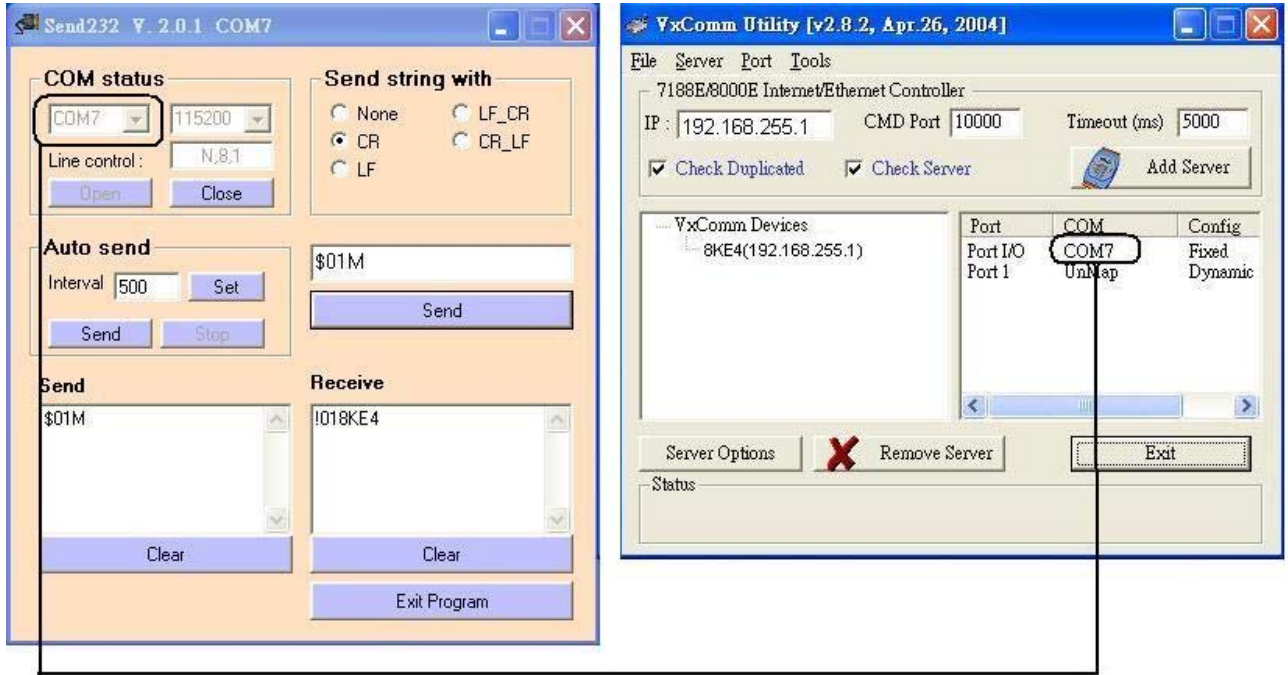 Send232 V. 2.0.1 COM7
COM status
COM7 115200
Line control : N,8,1
Open Close
Send string with
None LF_CR
CR CR_LF
LF
Auto send
Interval 500 Set
Send Stop
$01M
Send
Send
$01M
Clear
Receive
!018KE4
Clear
Exit Program
VxComm Utility [v2.8.2, Apr.26, 2004]
File Server Port Tools
7188E/8000E Internet/Ethernet Controller
IP : 192.168.255.1 CMD Port 10000 Timeout (ms) 5000
Check Duplicated Check Server Add Server
VxComm Devices
8KE4(192.168.255.1)
Port COM Config
Port I/O COM7 Fixed
Port 1 UnMap Dynamic
Server Options Remove Server Exit
Status